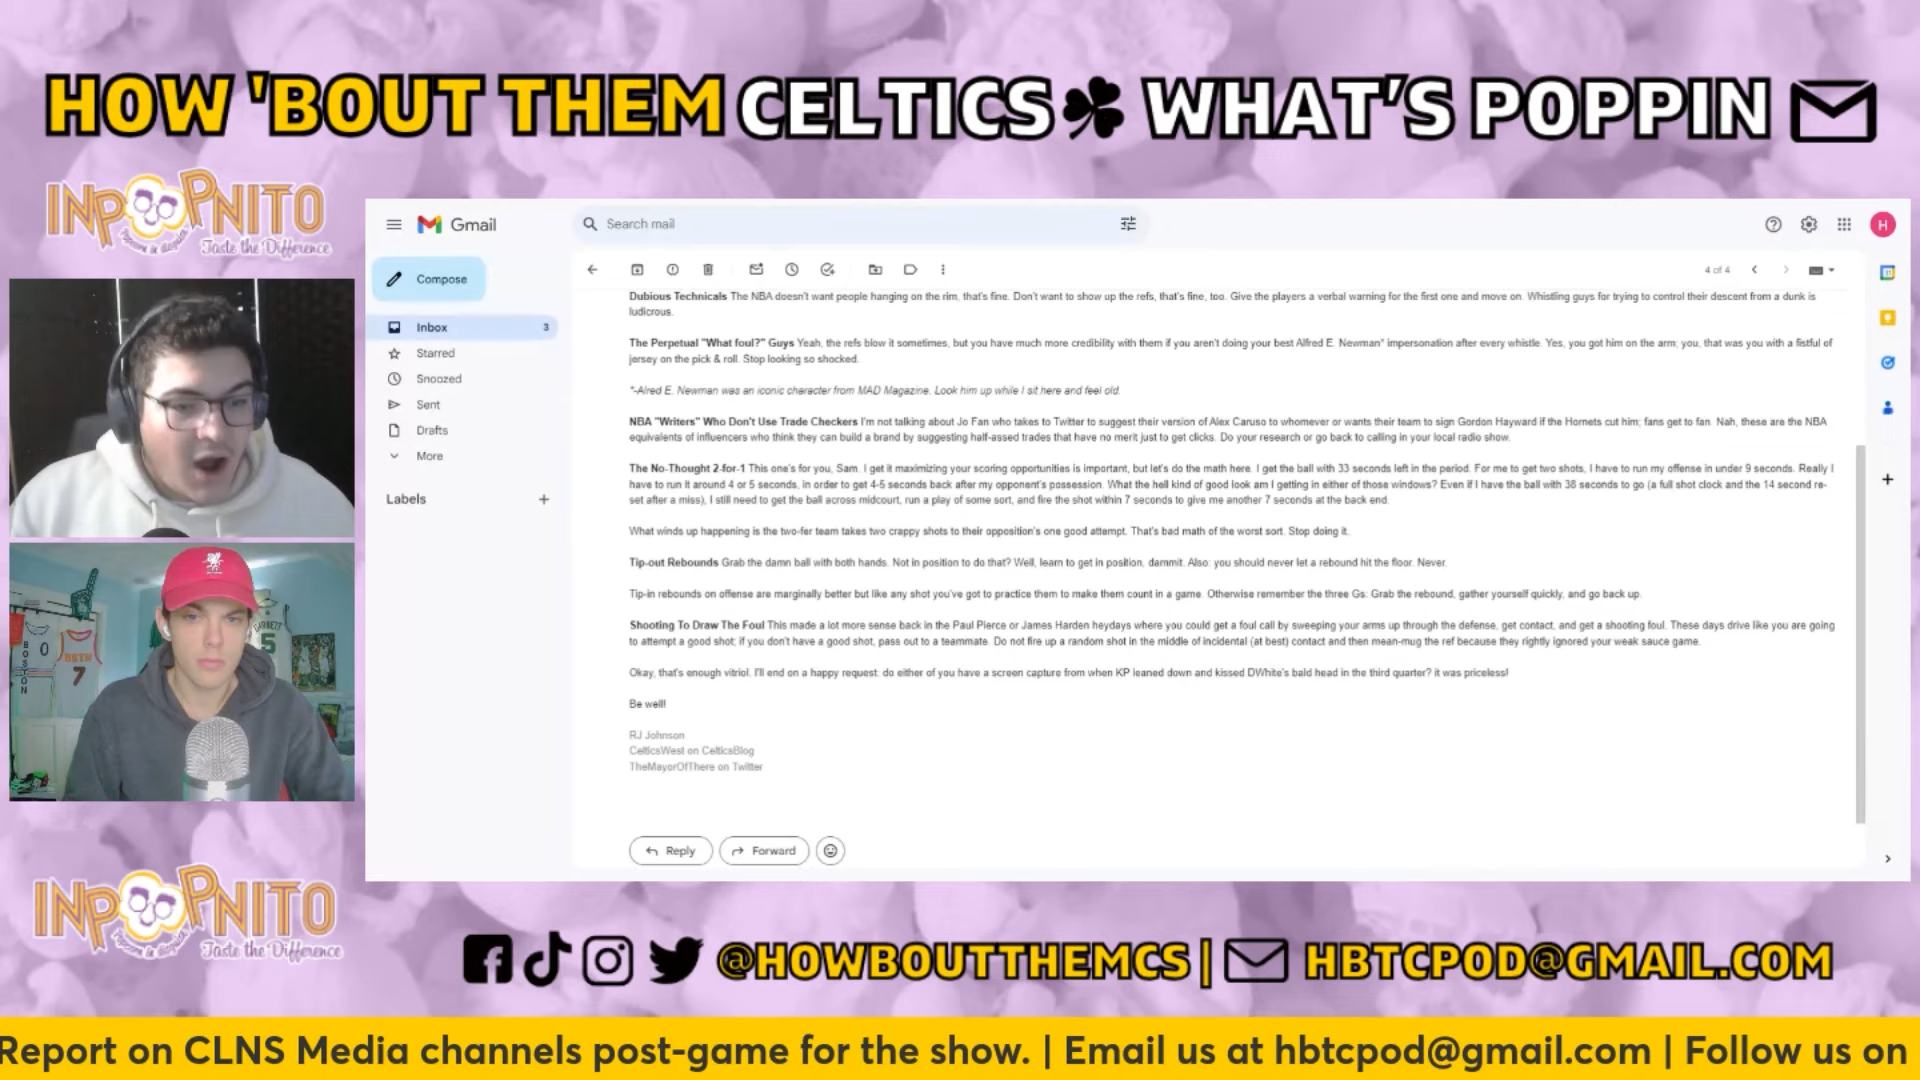 HOW 'BOUT THEM CELTICS WHAT'S POPPIN
INPOPNITO
Taste the Difference
Gmail
Search mail
H
Compose
4 of 4
Inbox 3
Starred
Snoozed
Sent
Drafts
More
Labels
Dubious Technicals The NBA doesn't want people hanging on the rim, that's fine. Don't want to show up the refs, that's fine, too. Give the players a verbal warning for the first one and move on. Whistling guys for trying to control their descent from a dunk is
ludicrous.
The Perpetual "What foul?" Guys Yeah, the refs blow it sometimes, but you have much more credibility with them if you aren't doing your best Alfred E. Newman* impersonation after every whistle. Yes, you got him on the arm; you, that was you with a fistful of
jersey on the pick & roll. Stop looking so shocked.
*-Alred E. Newman was an iconic character from MAD Magazine. Look him up while I sit here and feel old.
NBA "Writers" Who Don't Use Trade Checkers I'm not talking about Jo Fan who takes to Twitter to suggest their version of Alex Caruso to whomever or wants their team to sign Gordon Hayward if the Hornets cut him; fans get to fan. Nah, these are the NBA
equivalents of influencers who think they can build a brand by suggesting half-assed trades that have no merit just to get clicks. Do your research or go back to calling in your local radio show.
The No-Thought 2-for-1 This one's for you, Sam. I get it maximizing your scoring opportunities is important, but let's do the math here. I get the ball with 33 seconds left in the period. For me to get two shots, I have to run my offense in under 9 seconds. Really I
have to run it around 4 or 5 seconds, in order to get 4-5 seconds back after my opponent's possession. What the hell kind of good look am I getting in either of those windows? Even if I have the ball with 38 seconds to go (a full shot clock and the 14 second re-
set after a miss), I still need to get the ball across midcourt, run a play of some sort, and fire the shot within 7 seconds to give me another 7 seconds at the back end.
What winds up happening is the two-fer team takes two crappy shots to their opposition's one good attempt. That's bad math of the worst sort. Stop doing it.
Tip-out Rebounds Grab the damn ball with both hands. Not in position to do that? Well, learn to get in position, dammit. Also: you should never let a rebound hit the floor. Never.
Tip-in rebounds on offense are marginally better but like any shot you've got to practice them to make them count in a game. Otherwise remember the three Gs: Grab the rebound, gather yourself quickly, and go back up.
Shooting To Draw The Foul This made a lot more sense back in the Paul Pierce or James Harden heydays where you could get a foul call by sweeping your arms up through the defense, get contact, and get a shooting foul. These days drive like you are going
to attempt a good shot; if you don't have a good shot, pass out to a teammate. Do not fire up a random shot in the middle of incidental (at best) contact and then mean-mug the ref because they rightly ignored your weak sauce game.
Okay, that's enough vitriol. I'll end on a happy request: do either of you have a screen capture from when KP leaned down and kissed DWhite's bald head in the third quarter? it was priceless!
Be well!
RJ Johnson
CelticsWest on CelticsBlog
TheMayorOfThere on Twitter
Reply
Forward
BOSTON
0
BSTN
7
GARNETT
5
INPOPNITO
Taste the Difference
@HOWBOUTTHEMCS | HBTCPOD@GMAIL.COM
Report on CLNS Media channels post-game for the show. | Email us at hbtcpod@gmail.com | Follow us on